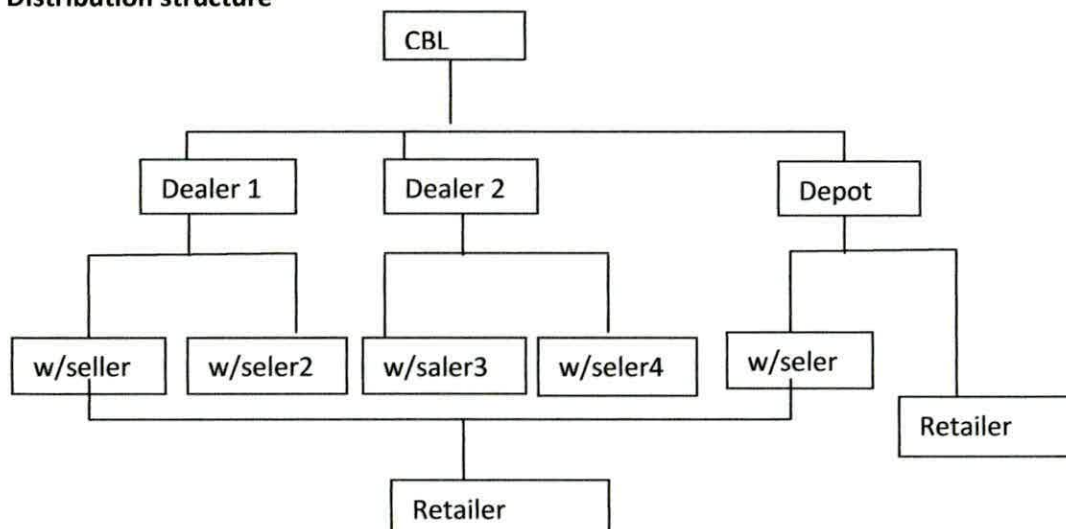 Distribution structure
CBL
Dealer 1 Dealer 2 Depot
w/seller w/seler2 w/saler3 w/seler4 w/seler
Retailer
Retailer